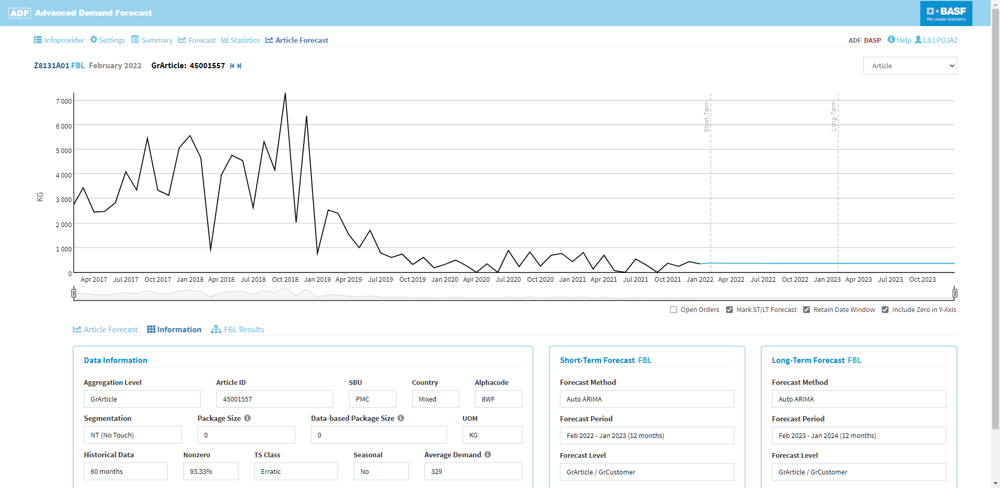 ADF Advanced Demand Forecast
BASF
We create chemistry
Infoprovider Settings Summary Forecast Statistics Article Forecast
ADF DASP Help LILLPOJA2
Z8131A01 FBL February 2022 GrArticle: 45001557
Article
KG
7 000
6 000
5 000
4 000
3 000
2 000
1 000
0
Short-Term
Long-Term
Apr 2017 Jul 2017 Oct 2017 Jan 2018 Apr 2018 Jul 2018 Oct 2018 Jan 2019 Apr 2019 Jul 2019 Oct 2019 Jan 2020 Apr 2020 Jul 2020 Oct 2020 Jan 2021 Apr 2021 Jul 2021 Oct 2021 Jan 2022 Apr 2022 Jul 2022 Oct 2022 Jan 2023 Apr 2023 Jul 2023 Oct 2023
Open Orders Mark ST/LT Forecast Retain Date Window Include Zero in Y-Axis
Article Forecast Information FBL Results
Data Information
Aggregation Level Article ID SBU Country Alphacode
GrArticle 45001557 PMC Mixed 8WF
Segmentation Package Size Data-based Package Size UOM
NT (No Touch) 0 0 KG
Historical Data Nonzero TS Class Seasonal Average Demand
60 months 93.33% Erratic No 329
Short-Term Forecast FBL
Forecast Method
Auto ARIMA
Forecast Period
Feb 2022 - Jan 2023 (12 months)
Forecast Level
GrArticle / GrCustomer
Long-Term Forecast FBL
Forecast Method
Auto ARIMA
Forecast Period
Feb 2023 - Jan 2024 (12 months)
Forecast Level
GrArticle / GrCustomer